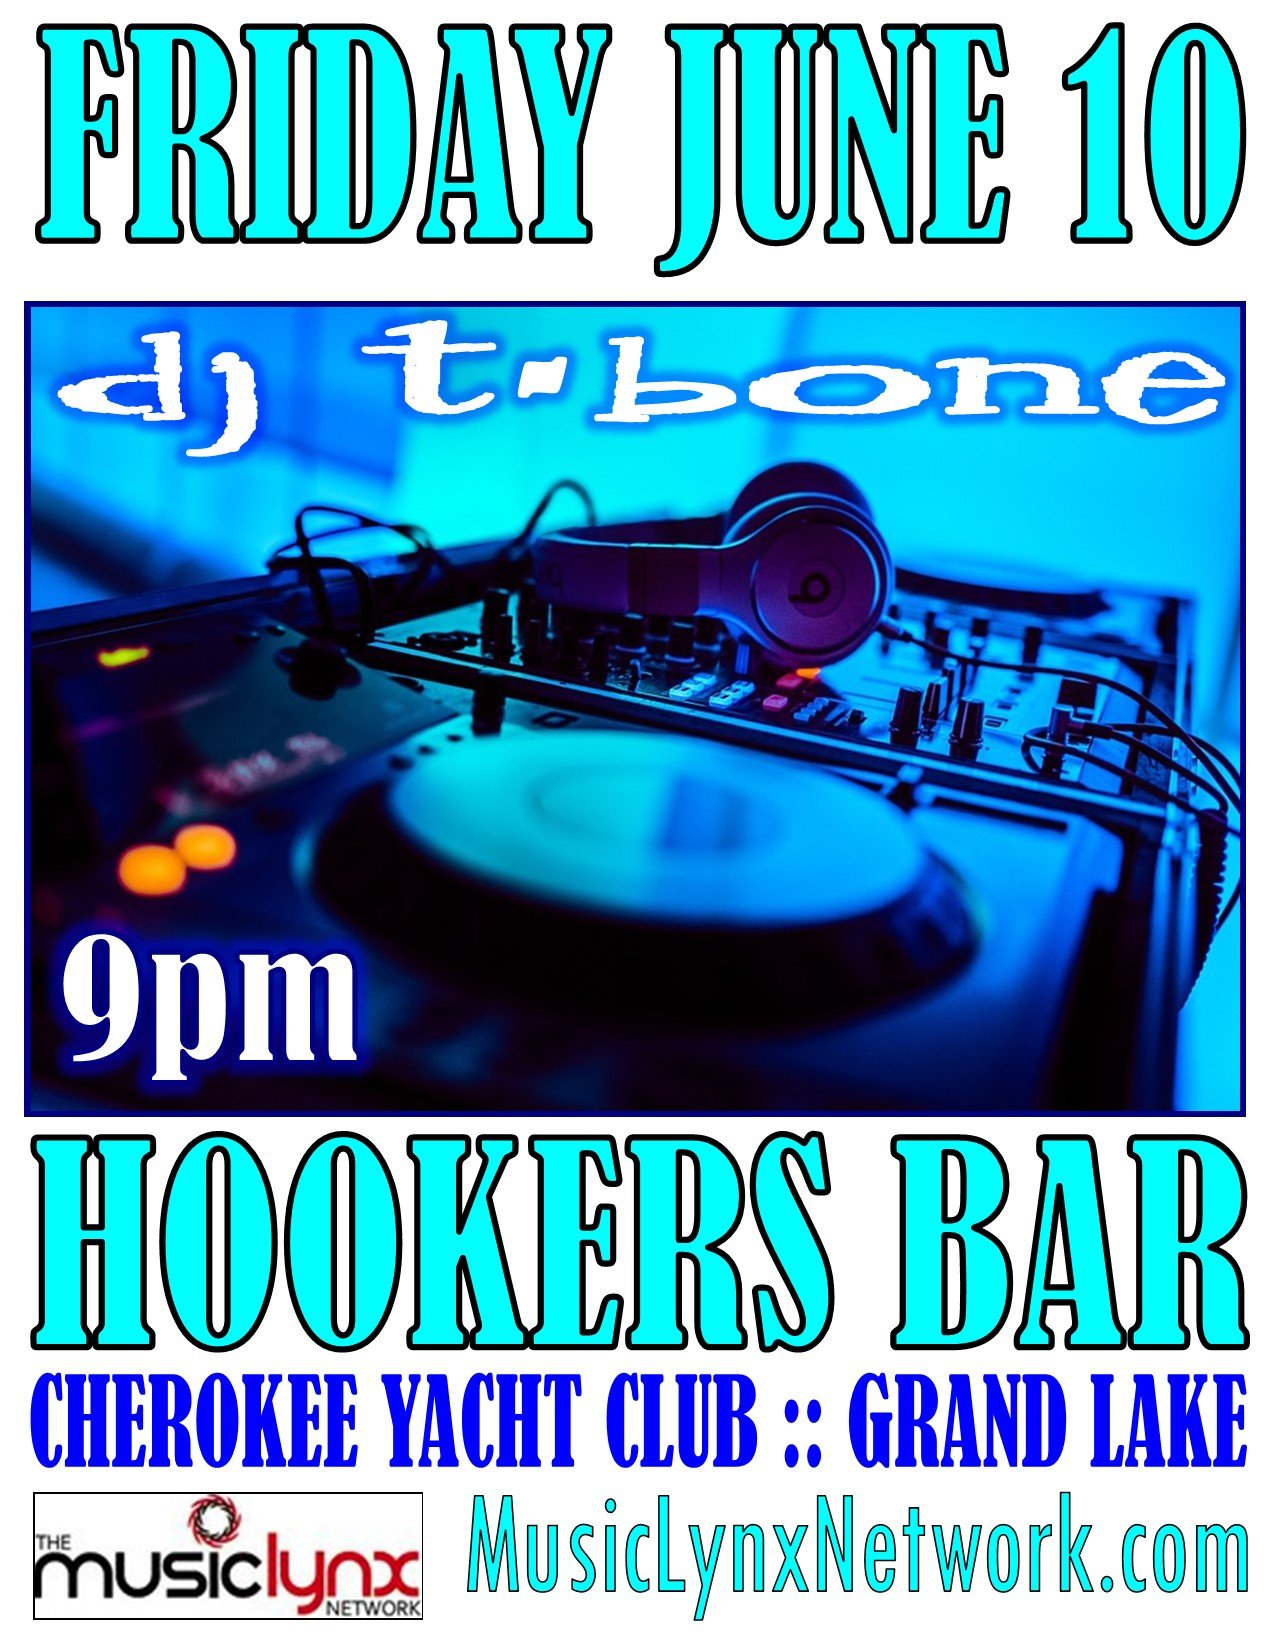 FRIDAY JUNE 10
dj t-bone
9pm
HOOKERS BAR
CHEROKEE YACHT CLUB :: GRAND LAKE
THE
musiclynx
NETWORK
MusicLynxNetwork.com